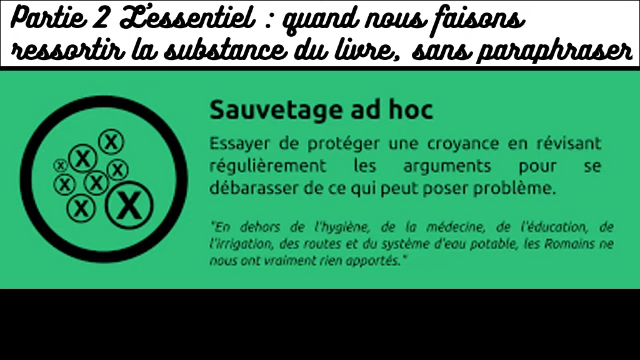 Partie 2 L'essentiel : quand nous faisons
ressortir la substance du livre, sans paraphraser
Sauvetage ad hoc
Essayer de protéger une croyance en révisant
régulièrement les arguments pour se
débarasser de ce qui peut poser problème.
"En dehors de l'hygiène, de la médecine, de l'éducation, de
l'irrigation, des routes et du système d'eau potable, les Romains ne
nous ont vraiment rien apportés."
X
X
X
X
X
X
X
X